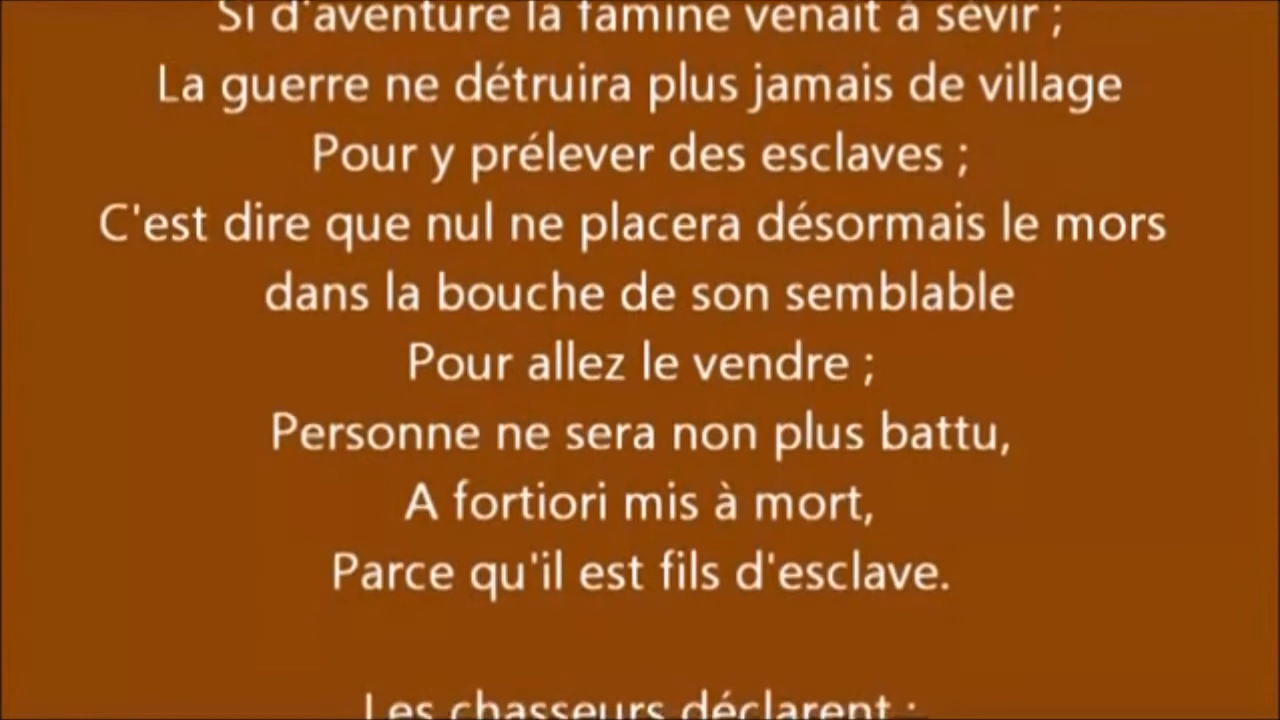 Si d'aventure la famine venait à sévir ;
La guerre ne détruira plus jamais de village
Pour y prélever des esclaves ;
C'est dire que nul ne placera désormais le mors
dans la bouche de son semblable
Pour allez le vendre ;
Personne ne sera non plus battu,
A fortiori mis à mort,
Parce qu'il est fils d'esclave.
Les chasseurs déclarent :